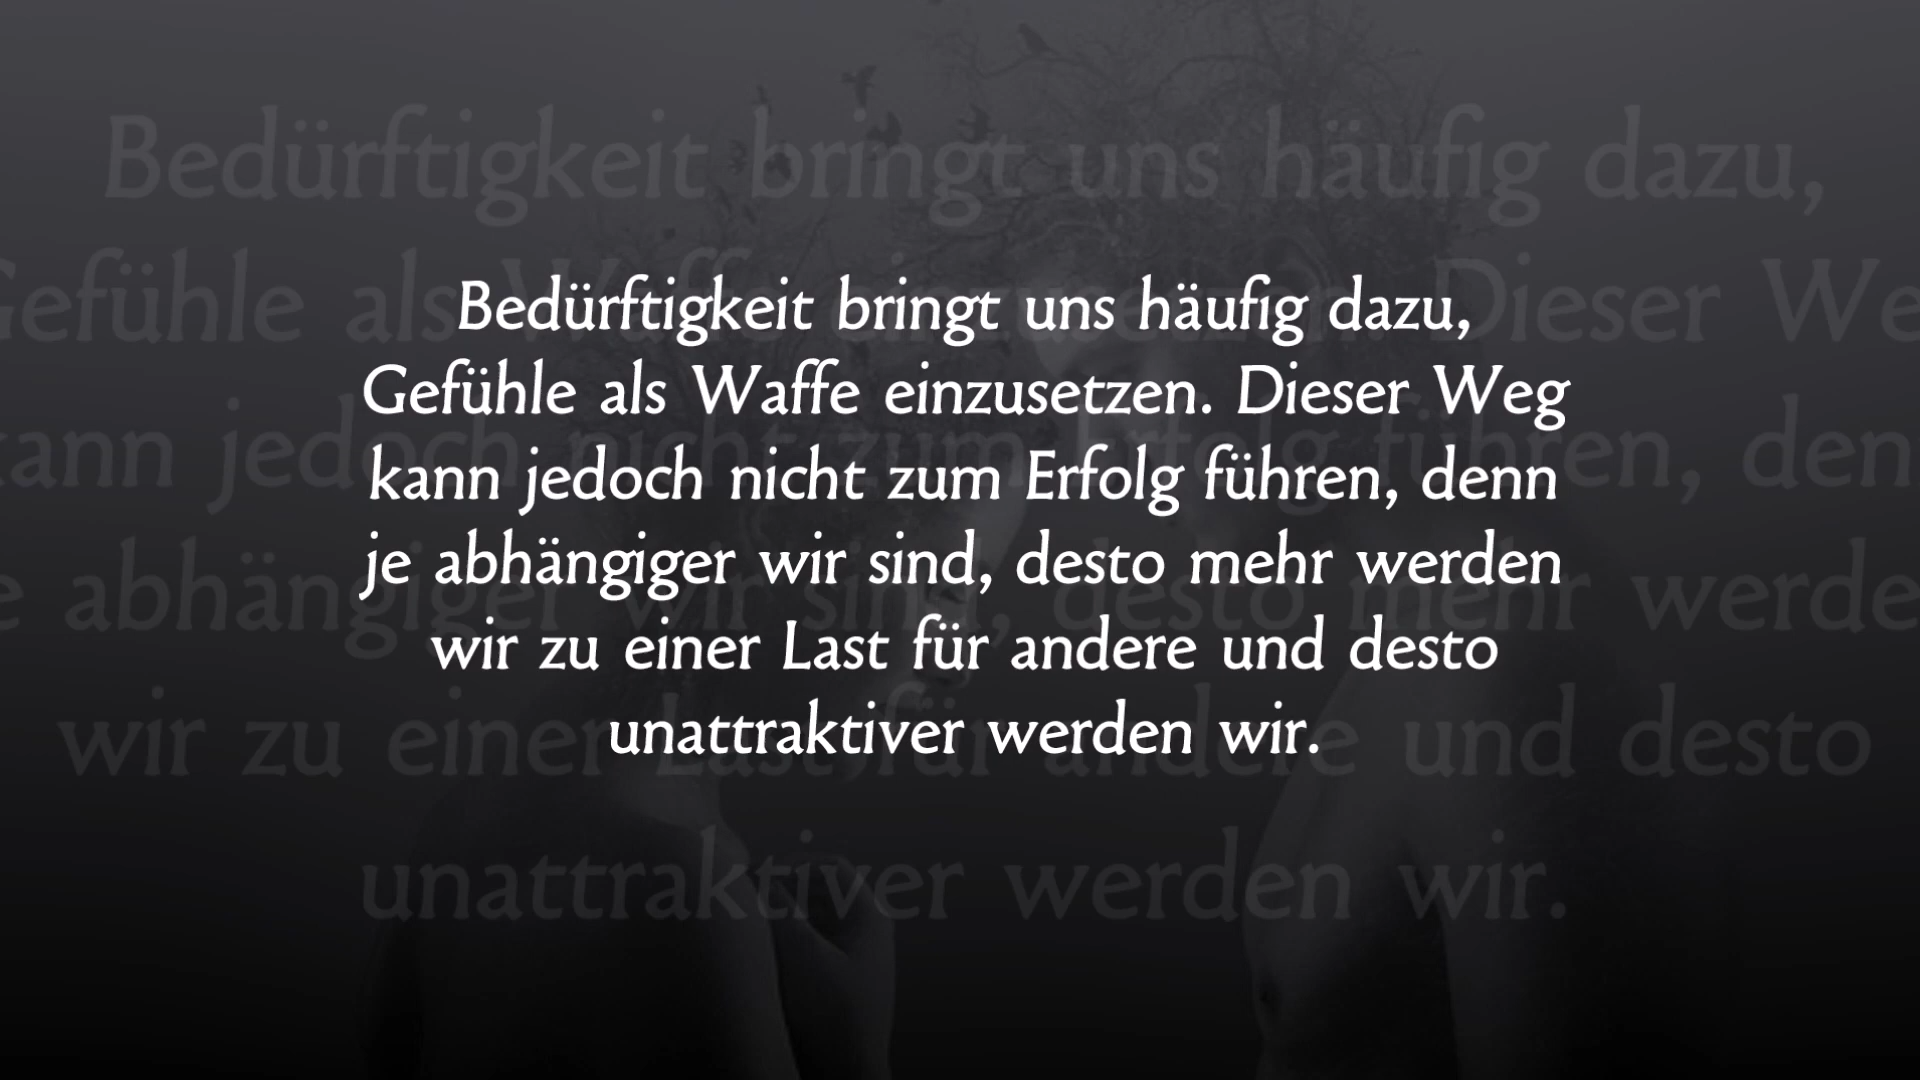 Bedürftigkeit bringt uns häufig dazu,
Gefühle als Waffe einzusetzen. Dieser Weg
kann jedoch nicht zum Erfolg führen, denn
je abhängiger wir sind, desto mehr werden
wir zu einer Last für andere und desto
unattraktiver werden wir.